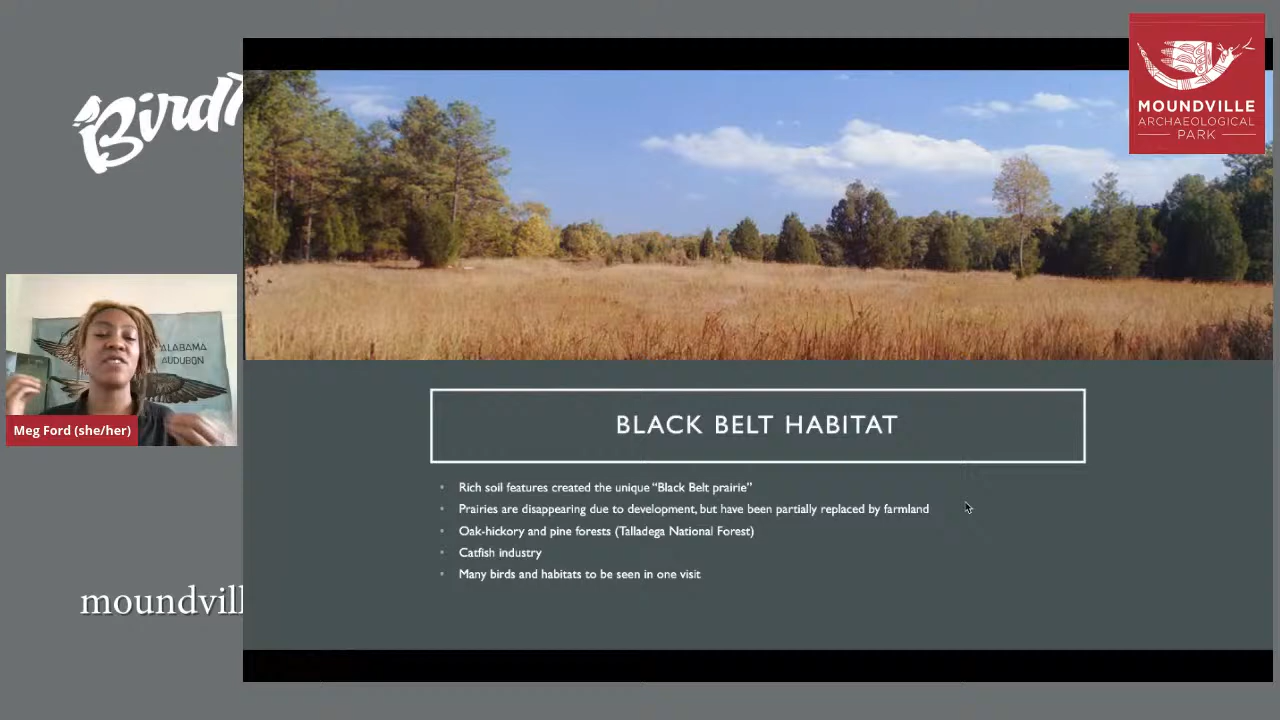 MOUNDVILLE
ARCHAEOLOGICAL
PARK
ALABAMA
AUDUBON
Meg Ford (she/her)
BLACK BELT HABITAT
• Rich soil features created the unique “Black Belt prairie”
• Prairies are disappearing due to development, but have been partially replaced by farmland
• Oak-hickory and pine forests (Talladega National Forest)
• Catfish industry
• Many birds and habitats to be seen in one visit